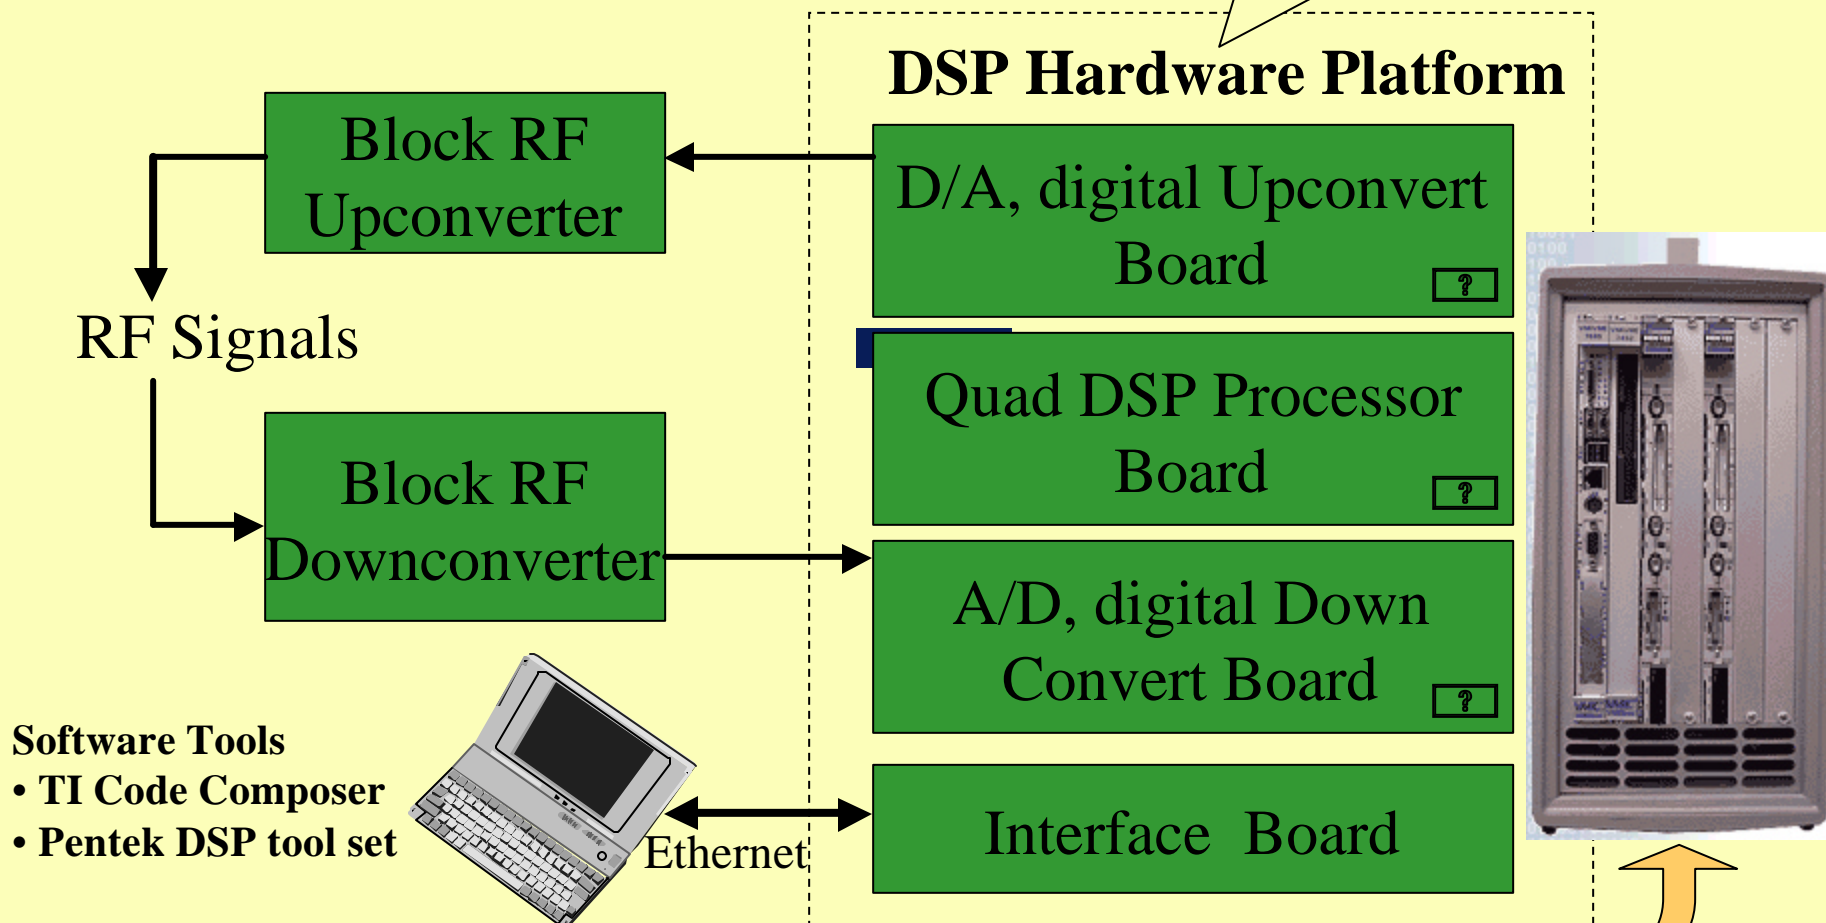 DSP Hardware Platform
Block RF
Upconverter
D/A, digital Upconvert
Board
?
RF Signals
Quad DSP Processor
Board
?
Block RF
Downconverter
A/D, digital Down
Convert Board
?
Software Tools
• TI Code Composer
• Pentek DSP tool set
Ethernet
Interface Board